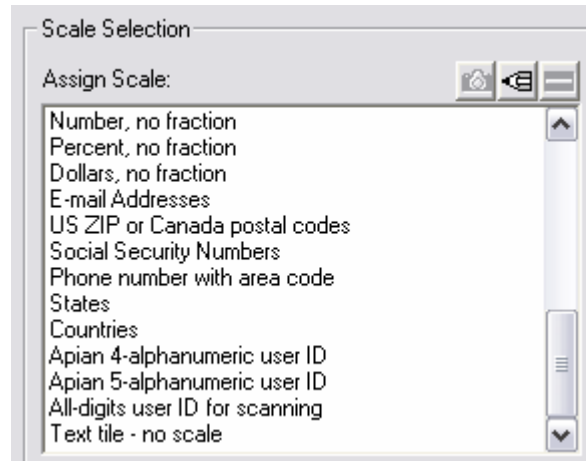 Scale Selection
Assign Scale:
Number, no fraction
Percent, no fraction
Dollars, no fraction
E-mail Addresses
US ZIP or Canada postal codes
Social Security Numbers
Phone number with area code
States
Countries
Apian 4-alphanumeric user ID
Apian 5-alphanumeric user ID
All-digits user ID for scanning
Text tile - no scale